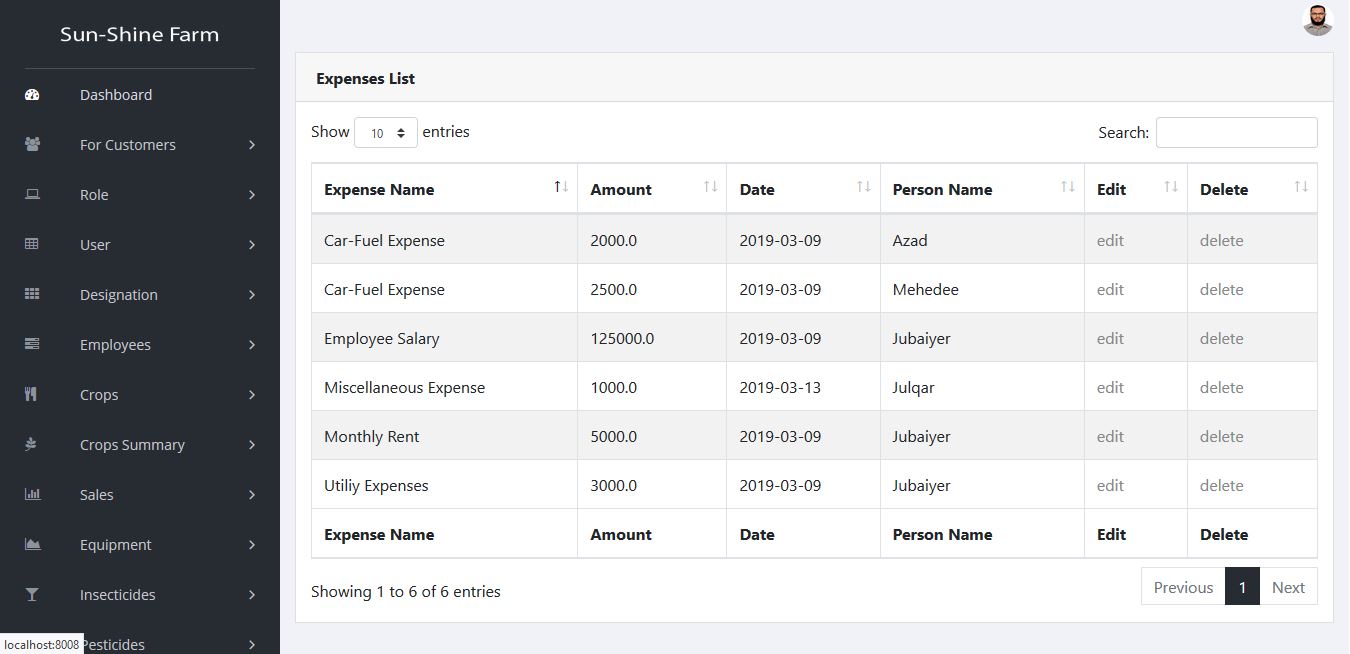 Sun-Shine Farm
Dashboard
For Customers
Role
User
Designation
Employees
Crops
Crops Summary
Sales
Equipment
Insecticides
Pesticides
localhost:8008
Expenses List
Show 10 entries Search:
Expense Name Amount Date Person Name Edit Delete
Car-Fuel Expense 2000.0 2019-03-09 Azad edit delete
Car-Fuel Expense 2500.0 2019-03-09 Mehedee edit delete
Employee Salary 125000.0 2019-03-09 Jubaiyer edit delete
Miscellaneous Expense 1000.0 2019-03-13 Julqar edit delete
Monthly Rent 5000.0 2019-03-09 Jubaiyer edit delete
Utiliy Expenses 3000.0 2019-03-09 Jubaiyer edit delete
Expense Name Amount Date Person Name Edit Delete
Showing 1 to 6 of 6 entries Previous 1 Next